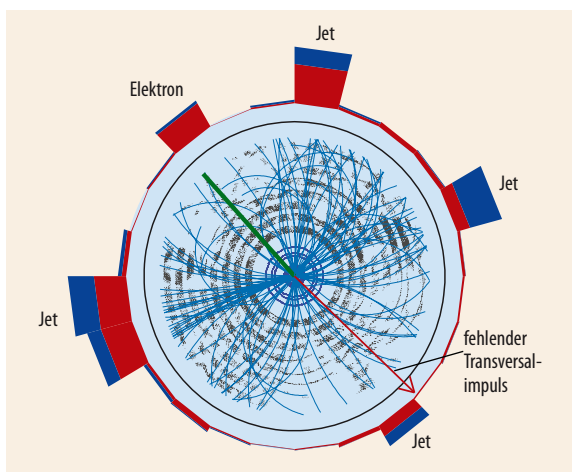 Jet
Elektron
Jet
Jet
fehlender
Transversal-
impuls
Jet